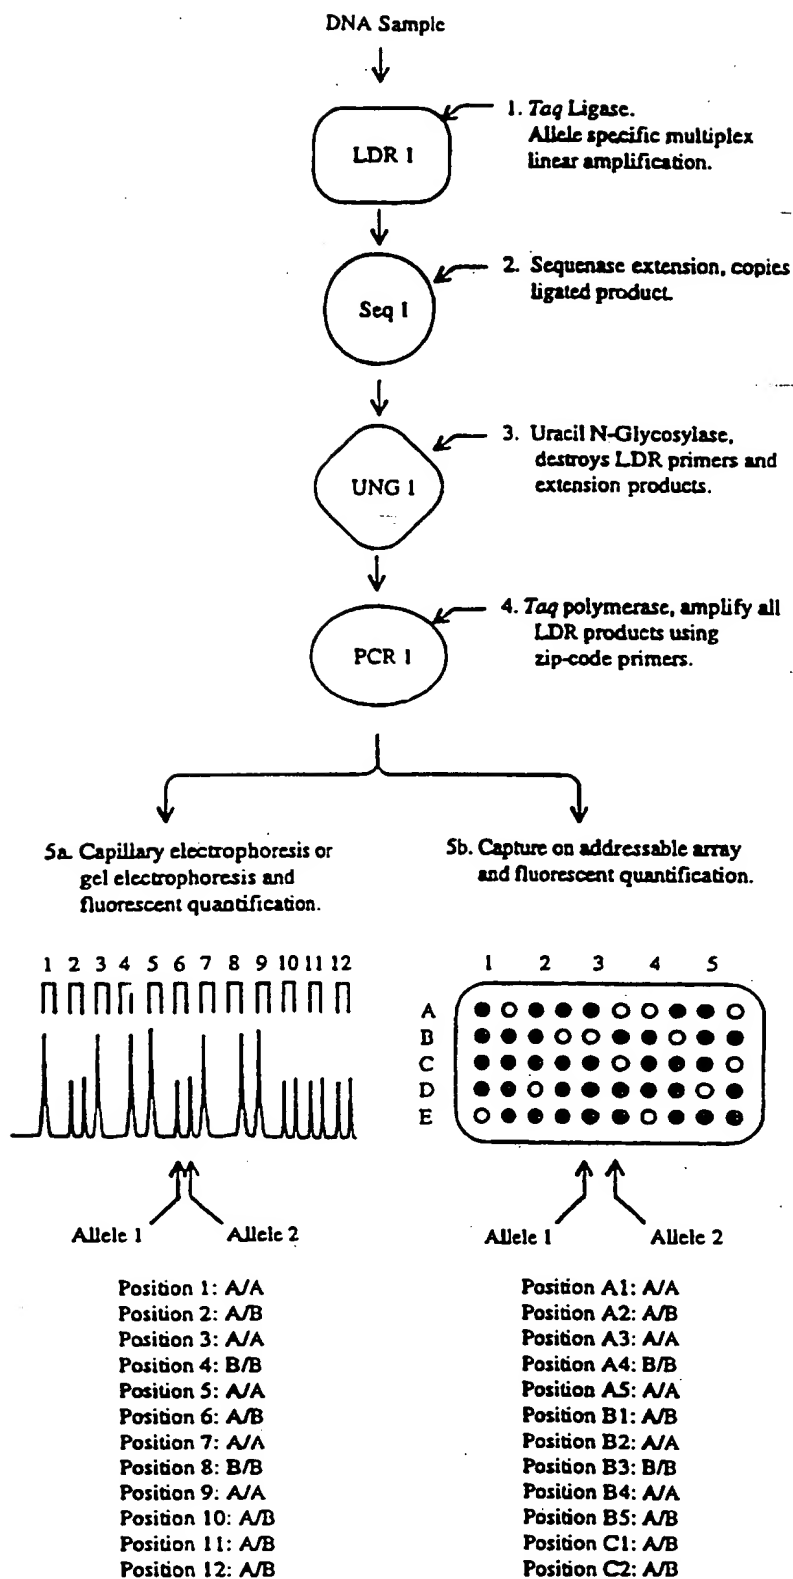 DNA Sample
LDR 1
1. Taq Ligase.
Allele specific multiplex
linear amplification.
Seq 1
2. Sequenase extension, copies
ligated product.
UNG 1
3. Uracil N-Glycosylase,
destroys LDR primers and
extension products.
PCR 1
4. Taq polymerase, amplify all
LDR products using
zip-code primers.
5a. Capillary electrophoresis or
gel electrophoresis and
fluorescent quantification.
1 2 3 4 5 6 7 8 9 10 11 12
Allele 1 Allele 2
Position 1: A/A
Position 2: A/B
Position 3: A/A
Position 4: B/B
Position 5: A/A
Position 6: A/B
Position 7: A/A
Position 8: B/B
Position 9: A/A
Position 10: A/B
Position 11: A/B
Position 12: A/B
5b. Capture on addressable array
and fluorescent quantification.
1 2 3 4 5
A
B
C
D
E
Allele 1 Allele 2
Position A1: A/A
Position A2: A/B
Position A3: A/A
Position A4: B/B
Position A5: A/A
Position B1: A/B
Position B2: A/A
Position B3: B/B
Position B4: A/A
Position B5: A/B
Position C1: A/B
Position C2: A/B